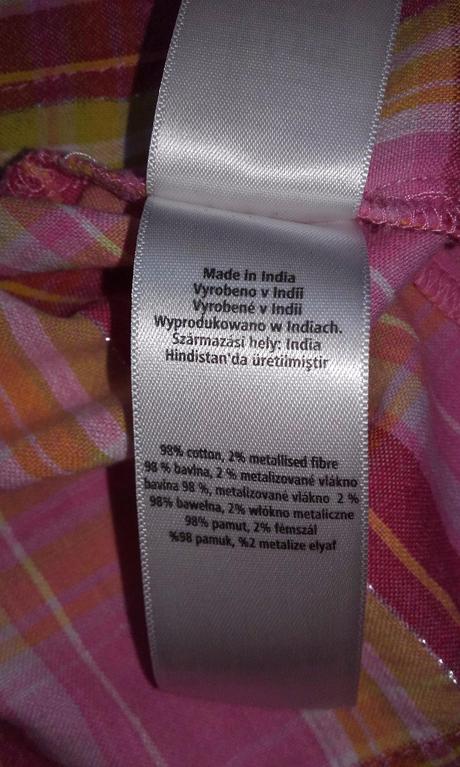 Made in India
Vyrobeno v Indii
Vyrobené v Indii
Wyprodukowano w Indiach.
Származási hely: India
Hindistan'da üretilmiştir
98% cotton, 2% metallised fibre
98 % bavlna, 2 % metalizované vlákno
bavlna 98 %, metalizované vlákno 2 %
98% bawełna, 2% włókno metaliczne
98% pamut, 2% fémszál
%98 pamuk, %2 metalize elyaf